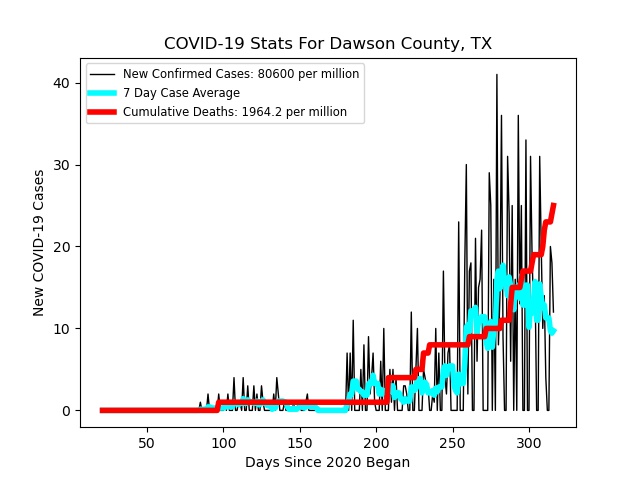 COVID-19 Stats For Dawson County, TX
New Confirmed Cases: 80600 per million
7 Day Case Average
Cumulative Deaths: 1964.2 per million
New COVID-19 Cases
40
30
20
10
0
50 100 150 200 250 300
Days Since 2020 Began